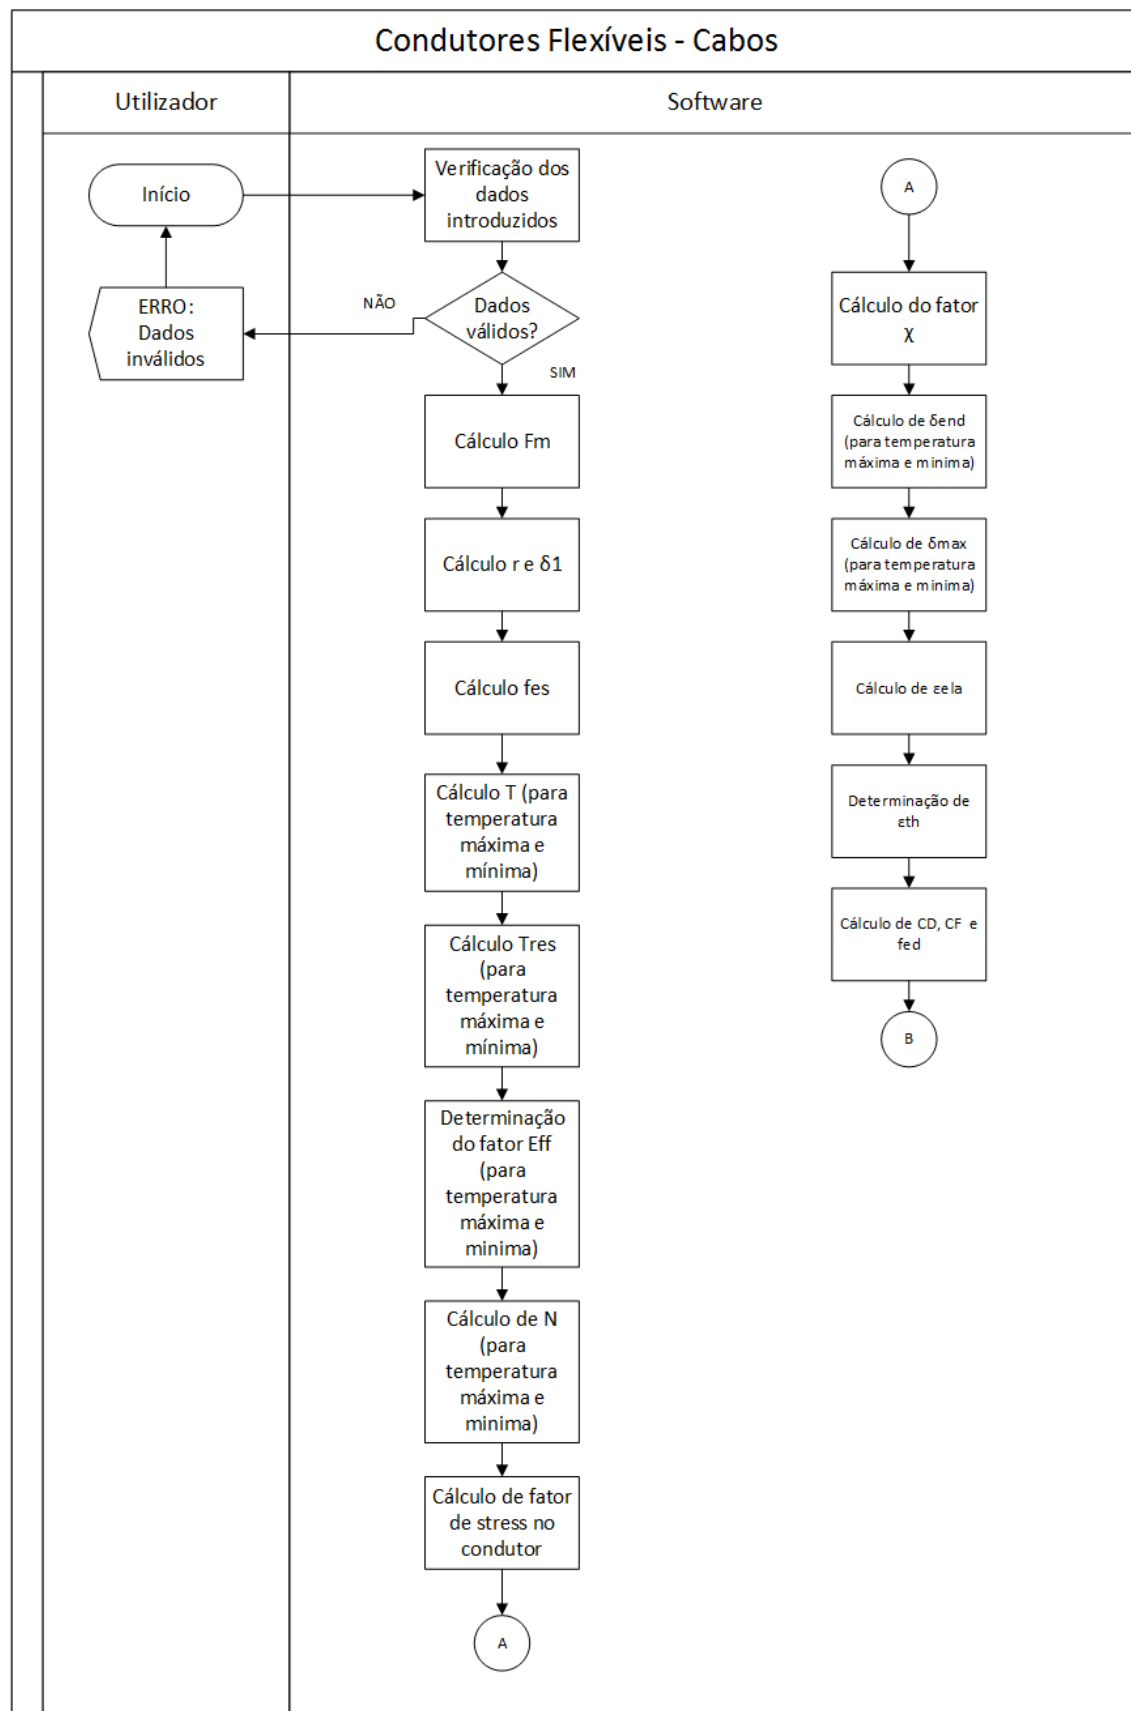 Condutores Flexíveis - Cabos
Utilizador
Software
Início
ERRO:
Dados
inválidos
Verificação dos
dados
introduzidos
NÃO
Dados
válidos?
SIM
Cálculo Fm
Cálculo r e δ1
Cálculo fes
Cálculo T (para
temperatura
máxima e
mínima)
Cálculo Tres
(para
temperatura
máxima e
mínima)
Determinação
do fator Eff
(para
temperatura
máxima e
minima)
Cálculo de N
(para
temperatura
máxima e
minima)
Cálculo de fator
de stress no
condutor
A
A
Cálculo do fator
χ
Cálculo de δend
(para temperatura
máxima e minima)
Cálculo de δmax
(para temperatura
máxima e minima)
Cálculo de εela
Determinação de
εth
Cálculo de CD, CF e
fed
B